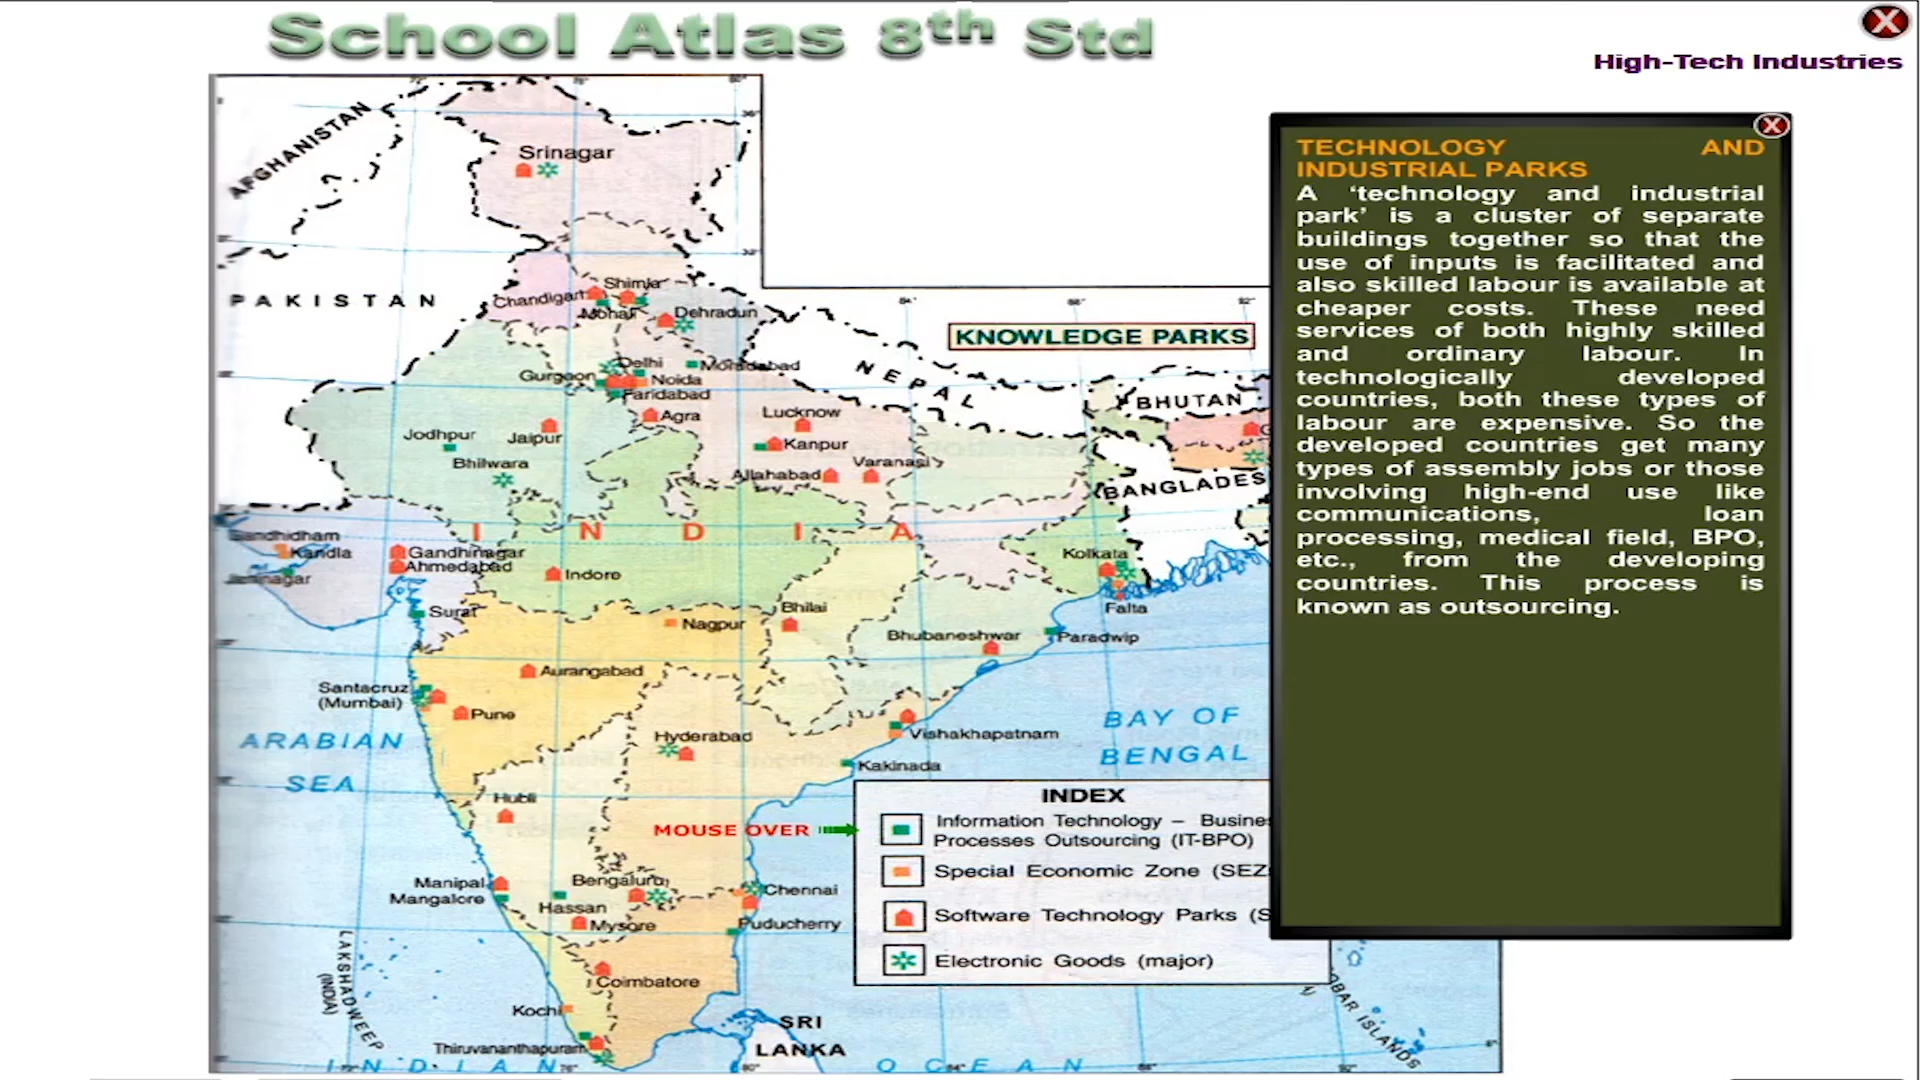 School Atlas 8th Std
High-Tech Industries
AFGHANISTAN
Srinagar
PAKISTAN
Shimla
Chandigarh
Mohali
Dehradun
KNOWLEDGE PARKS
Delhi
Moradabad
Gurgaon
Noida
Faridabad
NEPAL
BHUTAN
Agra
Lucknow
Jodhpur
Jaipur
Kanpur
Bhilwara
Allahabad
Varanasi
BANGLADES
INDIA
Gandhidham
Kandla
Gandhinagar
Ahmedabad
Jamnagar
Indore
Kolkata
Surat
Bhilai
Falta
Nagpur
Bhubaneshwar
Paradwip
Aurangabad
Santacruz
(Mumbai)
Pune
ARABIAN
SEA
Hyderabad
Vishakhapatnam
BAY OF
BENGAL
Kakinada
Hubli
MOUSE OVER
INDEX
Information Technology – Busines
Processes Outsourcing (IT-BPO)
Special Economic Zone (SEZ
Software Technology Parks (S
Electronic Goods (major)
Manipal
Mangalore
Bengaluru
Chennai
Hassan
Mysore
Puducherry
Coimbatore
LAKSHADWEEP
(INDIA)
Kochi
Thiruvananthapuram
SRI
LANKA
OBAR ISLANDS
INDIAN OCEAN
TECHNOLOGY AND
INDUSTRIAL PARKS
A ‘technology and industrial
park’ is a cluster of separate
buildings together so that the
use of inputs is facilitated and
also skilled labour is available at
cheaper costs. These need
services of both highly skilled
and ordinary labour. In
technologically developed
countries, both these types of
labour are expensive. So the
developed countries get many
types of assembly jobs or those
involving high-end use like
communications, loan
processing, medical field, BPO,
etc., from the developing
countries. This process is
known as outsourcing.